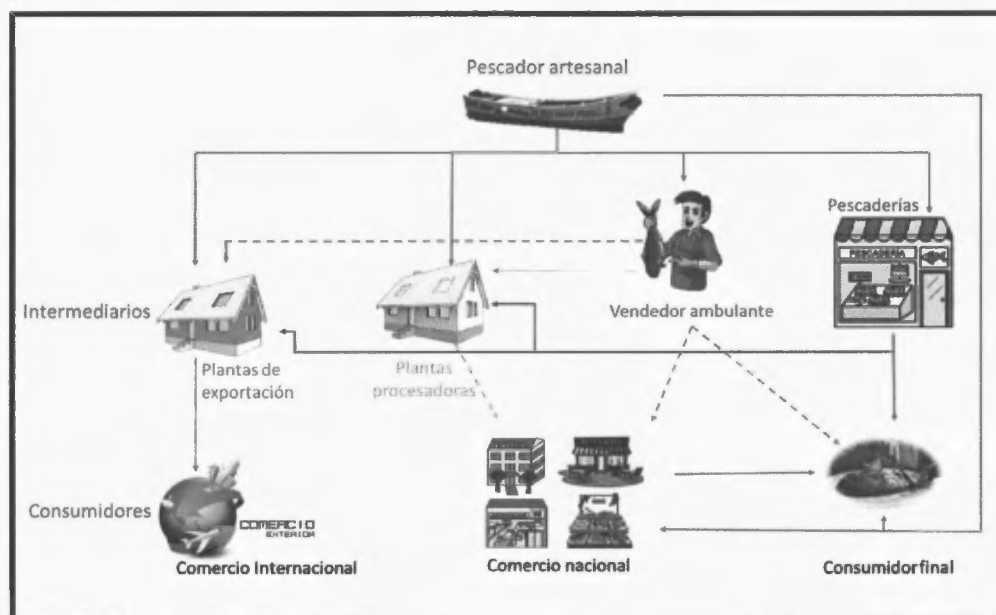 Pescador artesanal
Pescaderías
PESCADERIA
Intermediarios
Vendedor ambulante
Plantas de
exportación
Plantas
procesadoras
Consumidores
COMERCIO
EXTERIOR
Comercio Internacional
Comercio nacional
Consumidorfinal